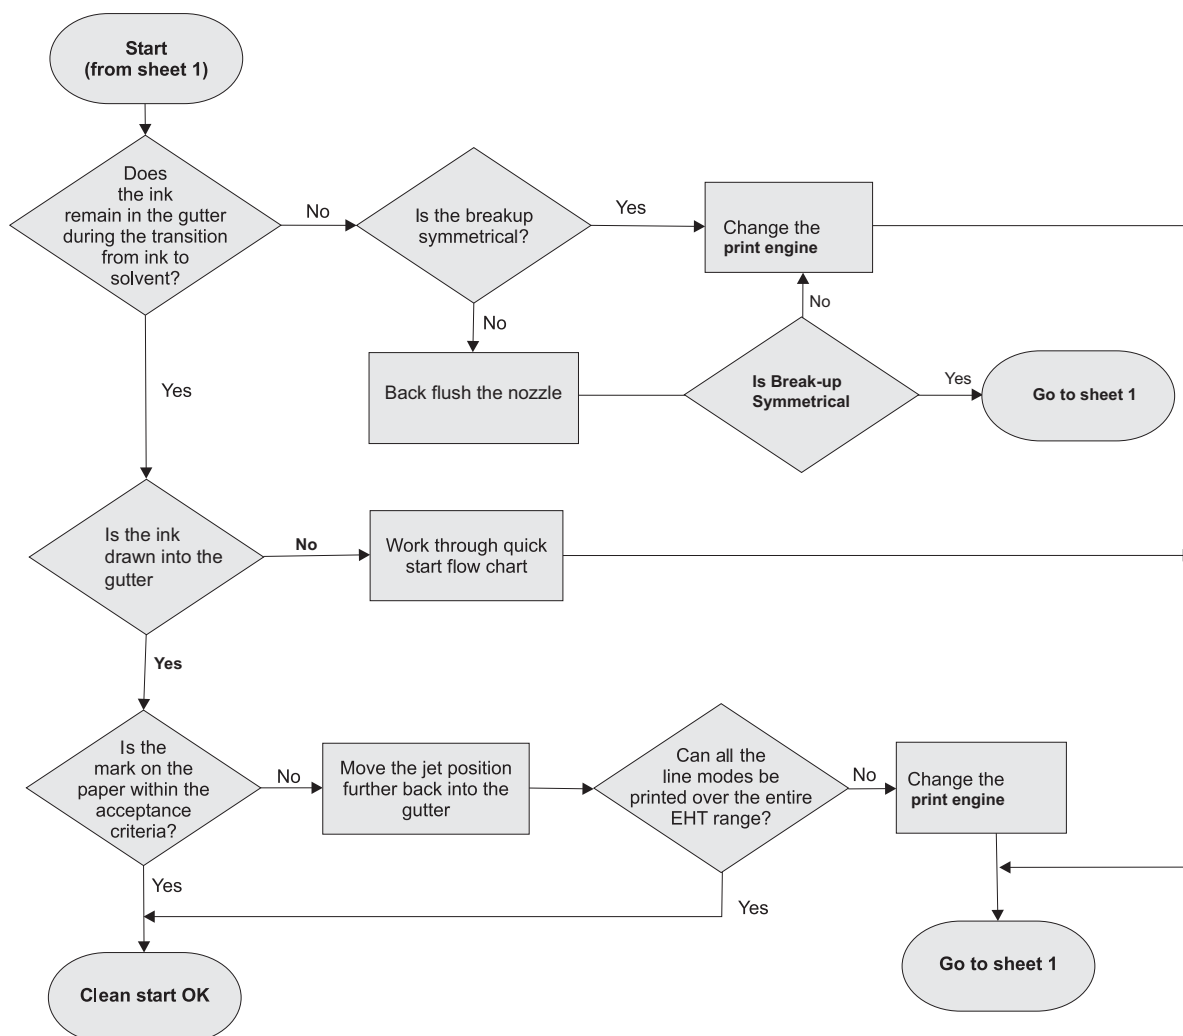 Start
(from sheet 1)
Does
the ink
remain in the gutter
during the transition
from ink to
solvent?
No
Is the breakup
symmetrical?
Yes
Change the
print engine
No
No
Back flush the nozzle
Is Break-up
Symmetrical
Yes
Go to sheet 1
Yes
Is the ink
drawn into the
gutter
No
Work through quick
start flow chart
Yes
Is the
mark on the
paper within the
acceptance
criteria?
No
Move the jet position
further back into the
gutter
Can all the
line modes be
printed over the entire
EHT range?
No
Change the
print engine
Yes
Yes
Go to sheet 1
Clean start OK